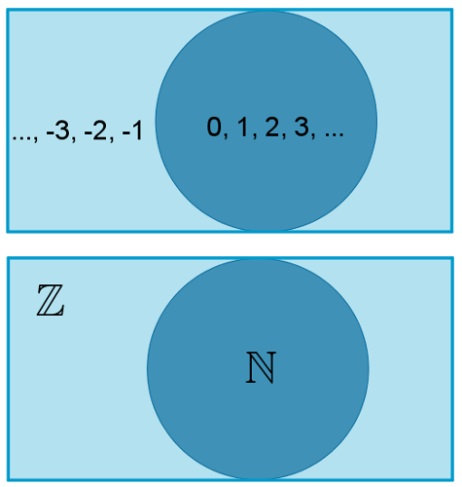 ..., -3, -2, -1
0, 1, 2, 3, ...
ℤ
ℕ